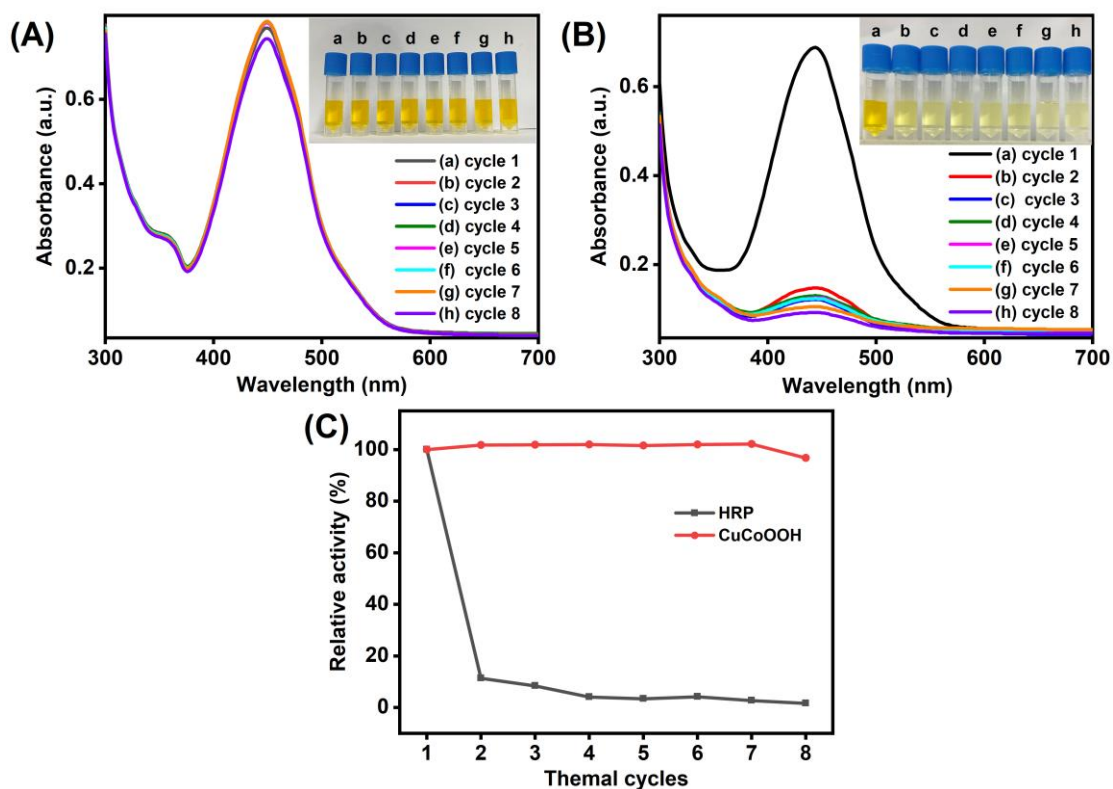 (A)
a b c d e f g h
Absorbance (a.u.)
0.6
0.4
0.2
(a) cycle 1
(b) cycle 2
(c) cycle 3
(d) cycle 4
(e) cycle 5
(f) cycle 6
(g) cycle 7
(h) cycle 8
300 400 500 600 700
Wavelength (nm)
(B)
a b c d e f g h
Absorbance (a.u.)
0.6
0.4
0.2
(a) cycle 1
(b) cycle 2
(c) cycle 3
(d) cycle 4
(e) cycle 5
(f) cycle 6
(g) cycle 7
(h) cycle 8
300 400 500 600 700
Wavelength (nm)
(C)
Relative activity (%)
100
80
60
40
20
0
HRP
CuCoOOH
1 2 3 4 5 6 7 8
Themal cycles